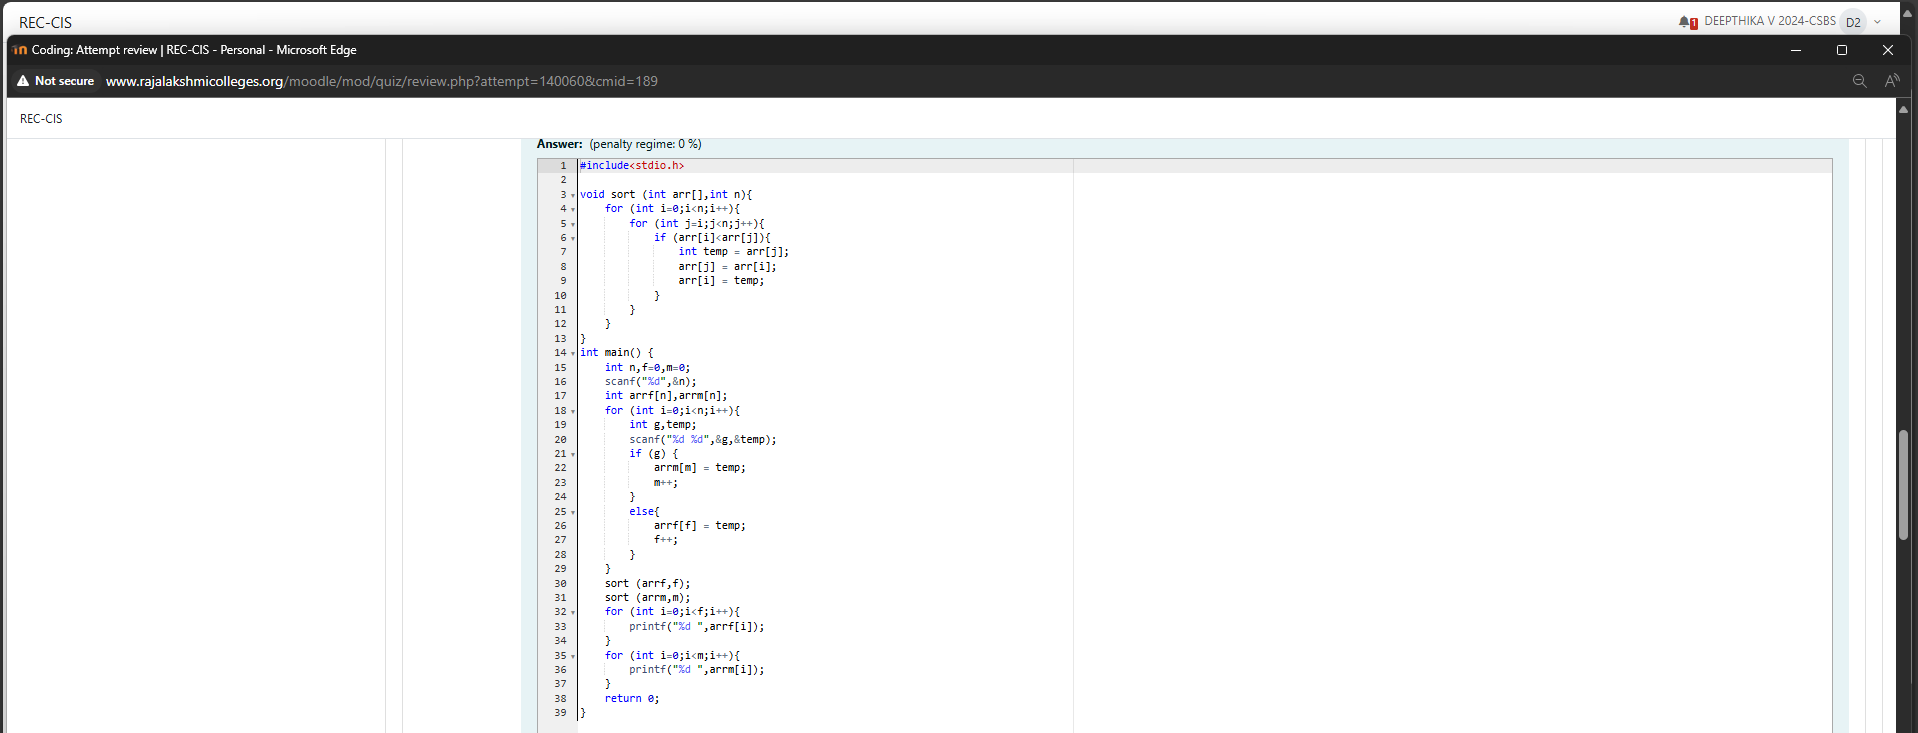 REC-CIS
1 DEEPTHIKA V 2024-CSBS D2
Coding: Attempt review | REC-CIS - Personal - Microsoft Edge
Not secure www.rajalakshmicolleges.org/moodle/mod/quiz/review.php?attempt=140060&cmid=189
REC-CIS
Answer: (penalty regime: 0 %)
1 #include<stdio.h>
2
3 void sort (int arr[],int n){
4     for (int i=0;i<n;i++){
5         for (int j=i;j<n;j++){
6             if (arr[i]<arr[j]){
7                 int temp = arr[j];
8                 arr[j] = arr[i];
9                 arr[i] = temp;
10             }
11         }
12     }
13 }
14 int main() {
15     int n,f=0,m=0;
16     scanf("%d",&n);
17     int arrf[n],arrm[n];
18     for (int i=0;i<n;i++){
19         int g,temp;
20         scanf("%d %d",&g,&temp);
21         if (g) {
22             arrm[m] = temp;
23             m++;
24         }
25         else{
26             arrf[f] = temp;
27             f++;
28         }
29     }
30     sort (arrf,f);
31     sort (arrm,m);
32     for (int i=0;i<f;i++){
33         printf("%d ",arrf[i]);
34     }
35     for (int i=0;i<m;i++){
36         printf("%d ",arrm[i]);
37     }
38     return 0;
39 }